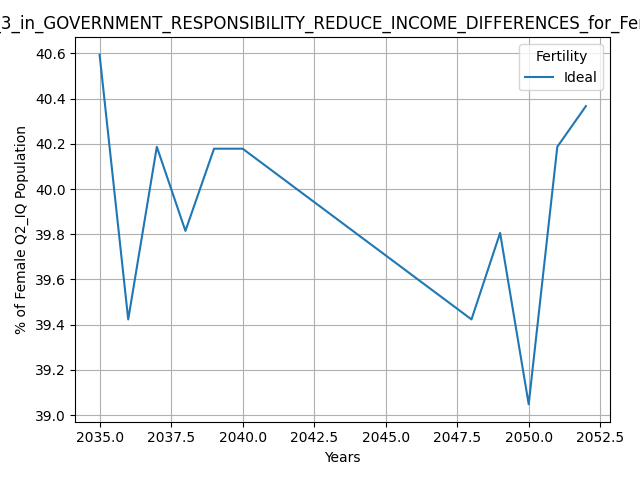 _3_in_GOVERNMENT_RESPONSIBILITY_REDUCE_INCOME_DIFFERENCES_for_Fe
Fertility
Ideal
% of Female Q2_IQ Population
40.6
40.4
40.2
40.0
39.8
39.6
39.4
39.2
39.0
2035.0 2037.5 2040.0 2042.5 2045.0 2047.5 2050.0 2052.5
Years